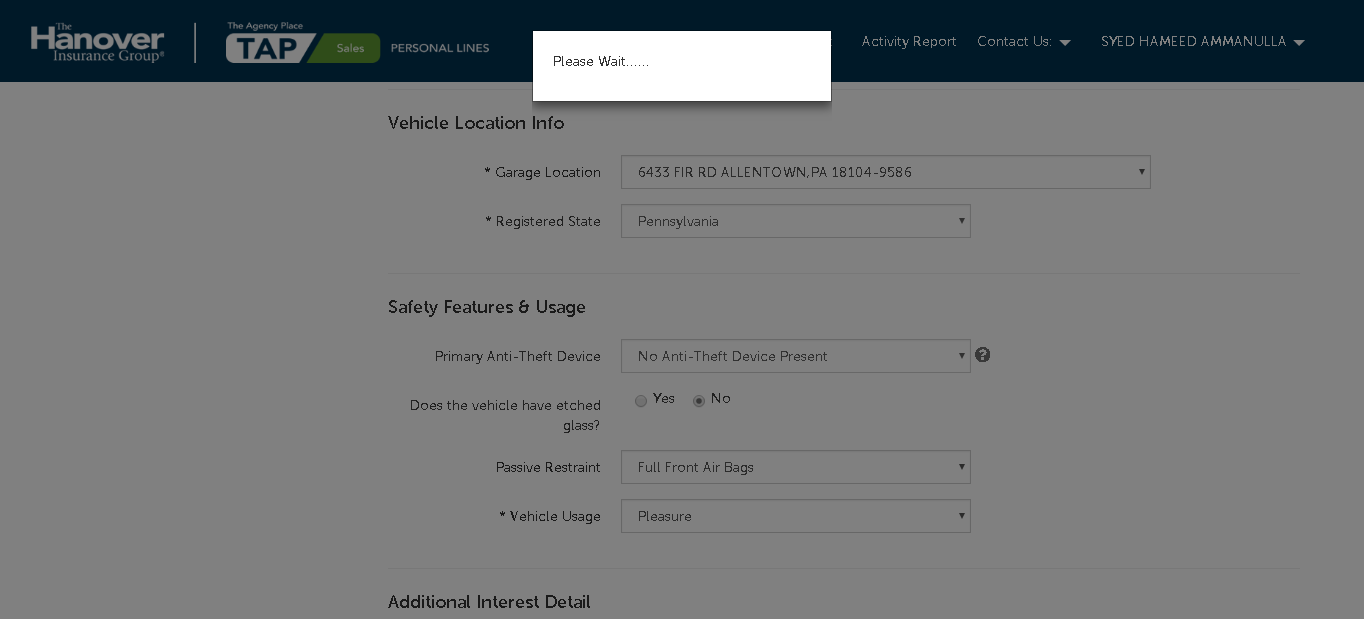 The
Hanover
Insurance Group®
The Agency Place
TAP Sales PERSONAL LINES
Activity Report Contact Us: SYED HAMEED AMMANULLA
Please Wait......
Vehicle Location Info
* Garage Location 6433 FIR RD ALLENTOWN,PA 18104-9586
* Registered State Pennsylvania
Safety Features & Usage
Primary Anti-Theft Device No Anti-Theft Device Present ?
Does the vehicle have etched Yes No
glass?
Passive Restraint Full Front Air Bags
* Vehicle Usage Pleasure
Additional Interest Detail